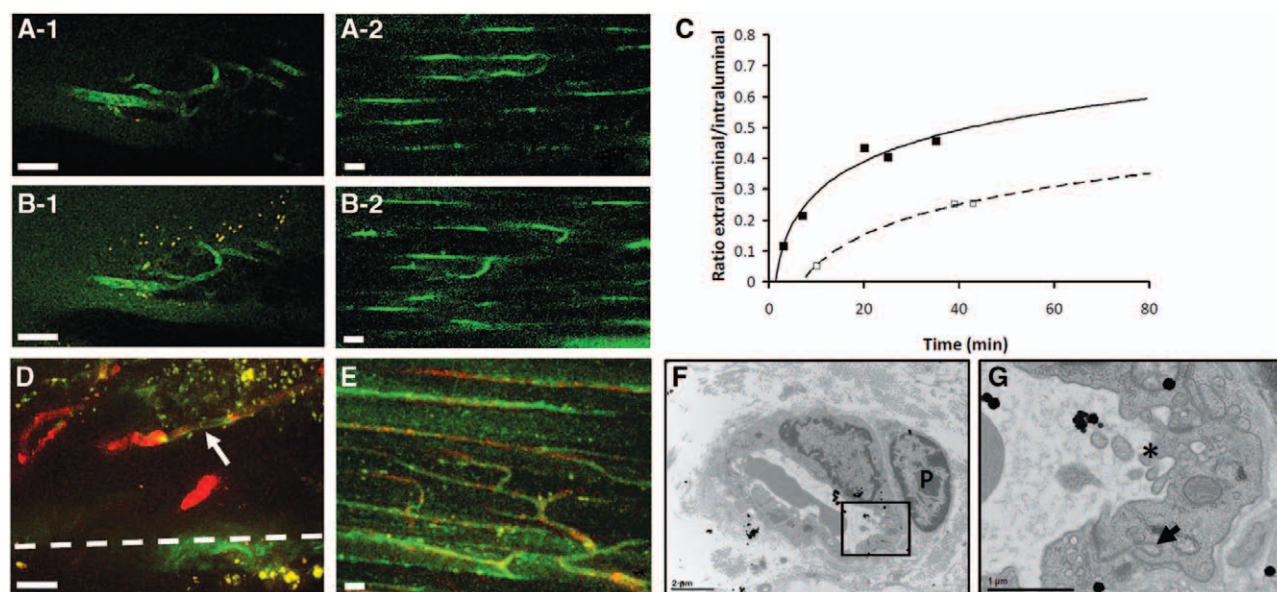 A-1
A-2
B-1
B-2
C
Ratio extraluminal/intraluminal
0.8
0.7
0.6
0.5
0.4
0.3
0.2
0.1
0
0
20
40
60
80
Time (min)
D
E
F
P
2 µm
G
*
1 µm